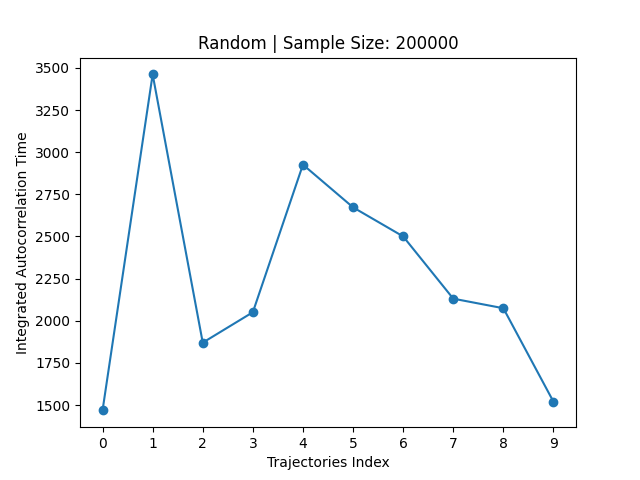 Random | Sample Size: 200000
3500
3250
3000
2750
2500
2250
2000
1750
1500
Integrated Autocorrelation Time
0 1 2 3 4 5 6 7 8 9
Trajectories Index